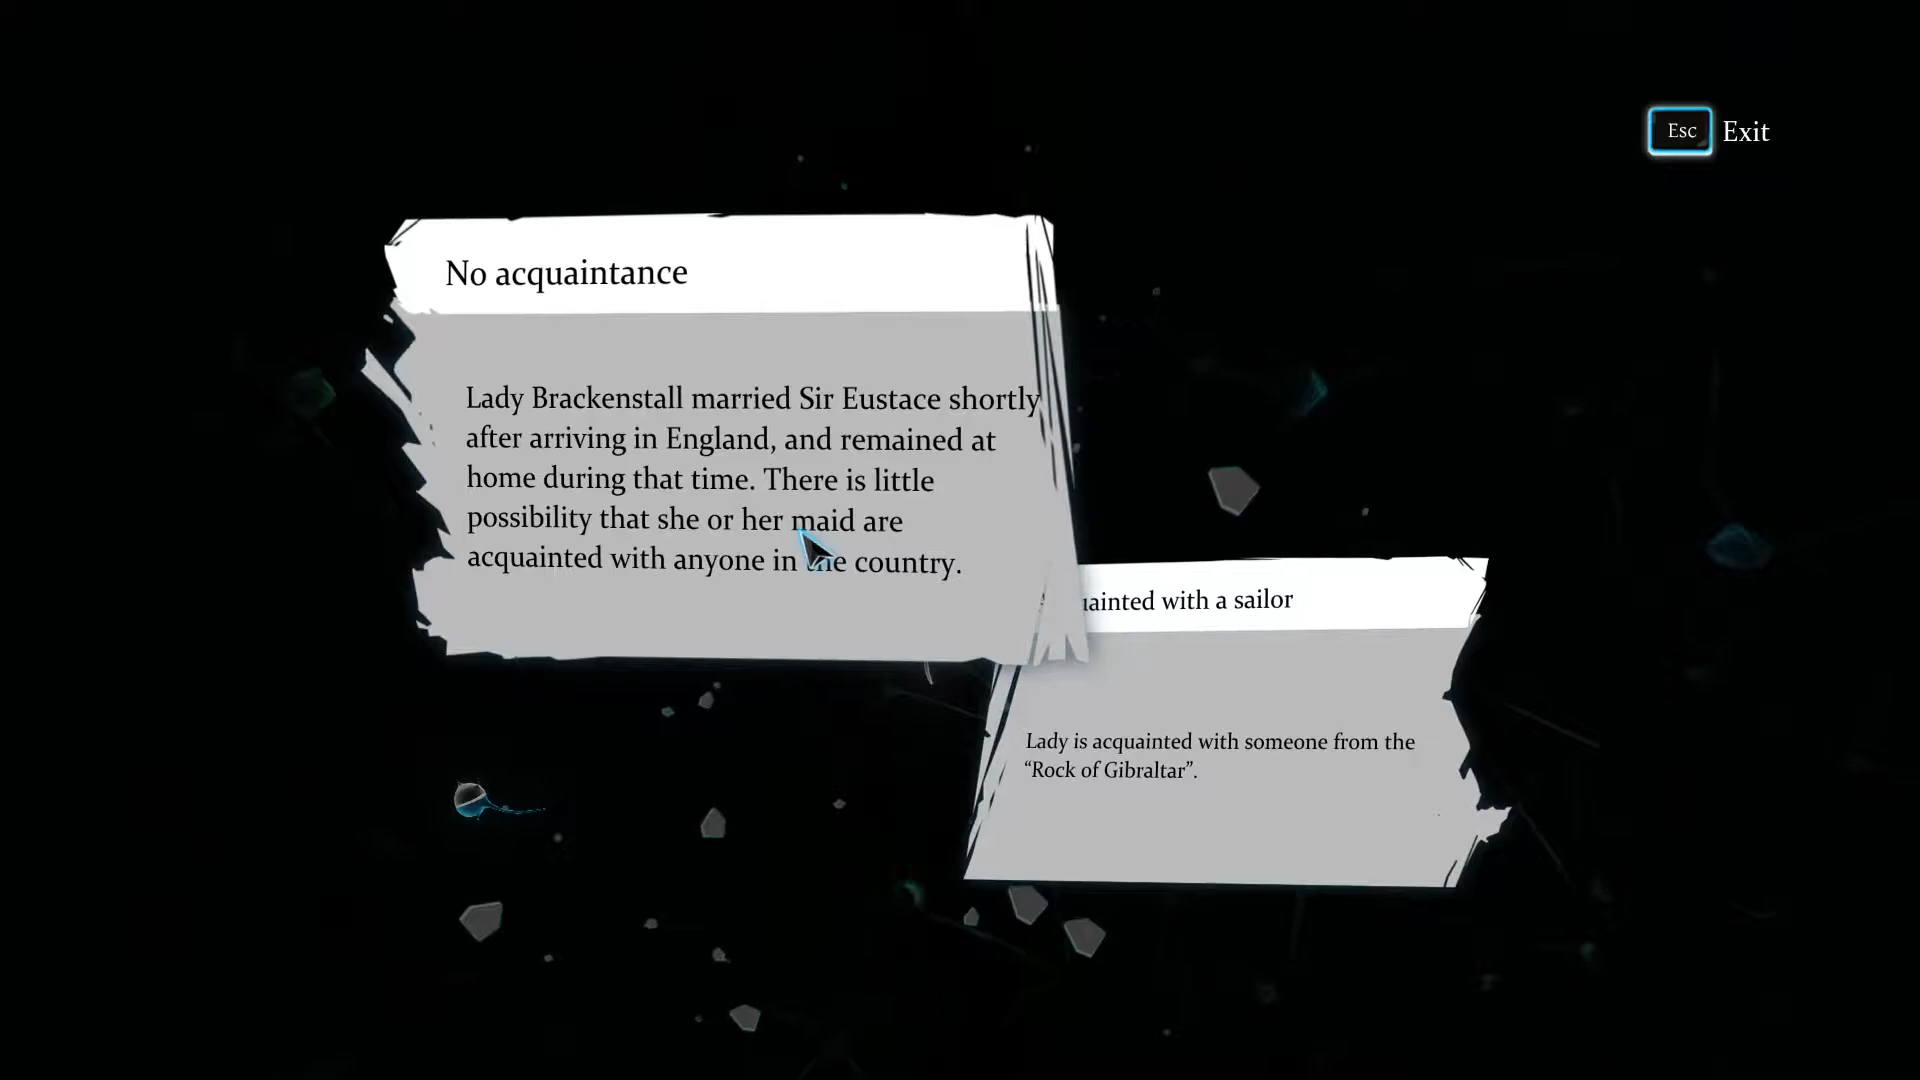 Esc Exit
No acquaintance
Lady Brackenstall married Sir Eustace shortly
after arriving in England, and remained at
home during that time. There is little
possibility that she or her maid are
acquainted with anyone in the country.
uainted with a sailor
Lady is acquainted with someone from the
“Rock of Gibraltar”.